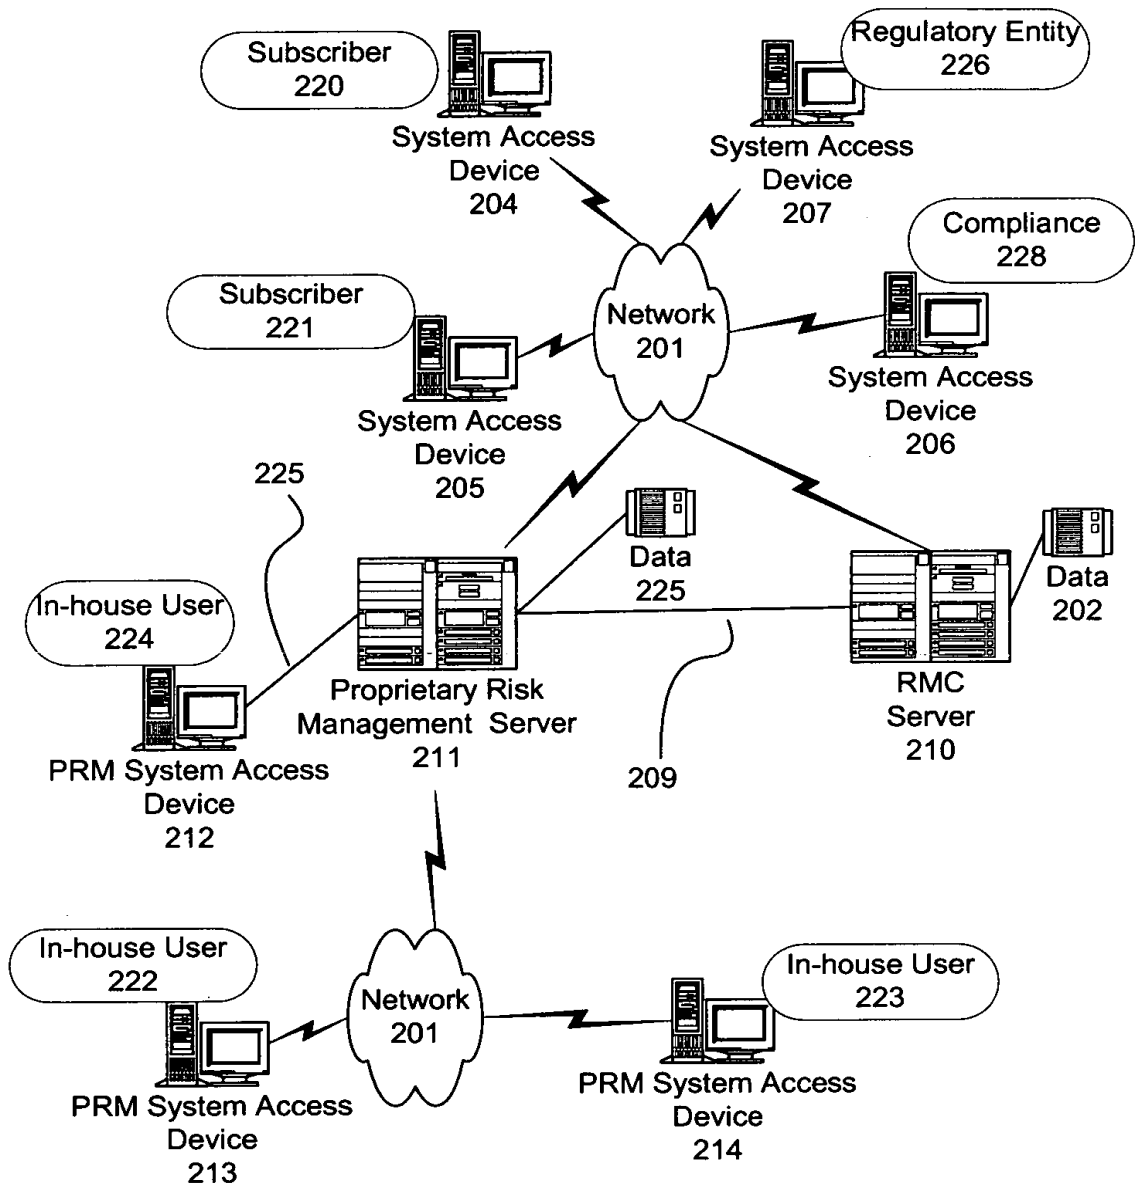 Subscriber
220
System Access
Device
204
Regulatory Entity
226
System Access
Device
207
Compliance
228
System Access
Device
206
Subscriber
221
System Access
Device
205
Network
201
225
Data
225
Data
202
In-house User
224
PRM System Access
Device
212
Proprietary Risk
Management Server
211
RMC
Server
210
209
In-house User
222
PRM System Access
Device
213
Network
201
In-house User
223
PRM System Access
Device
214